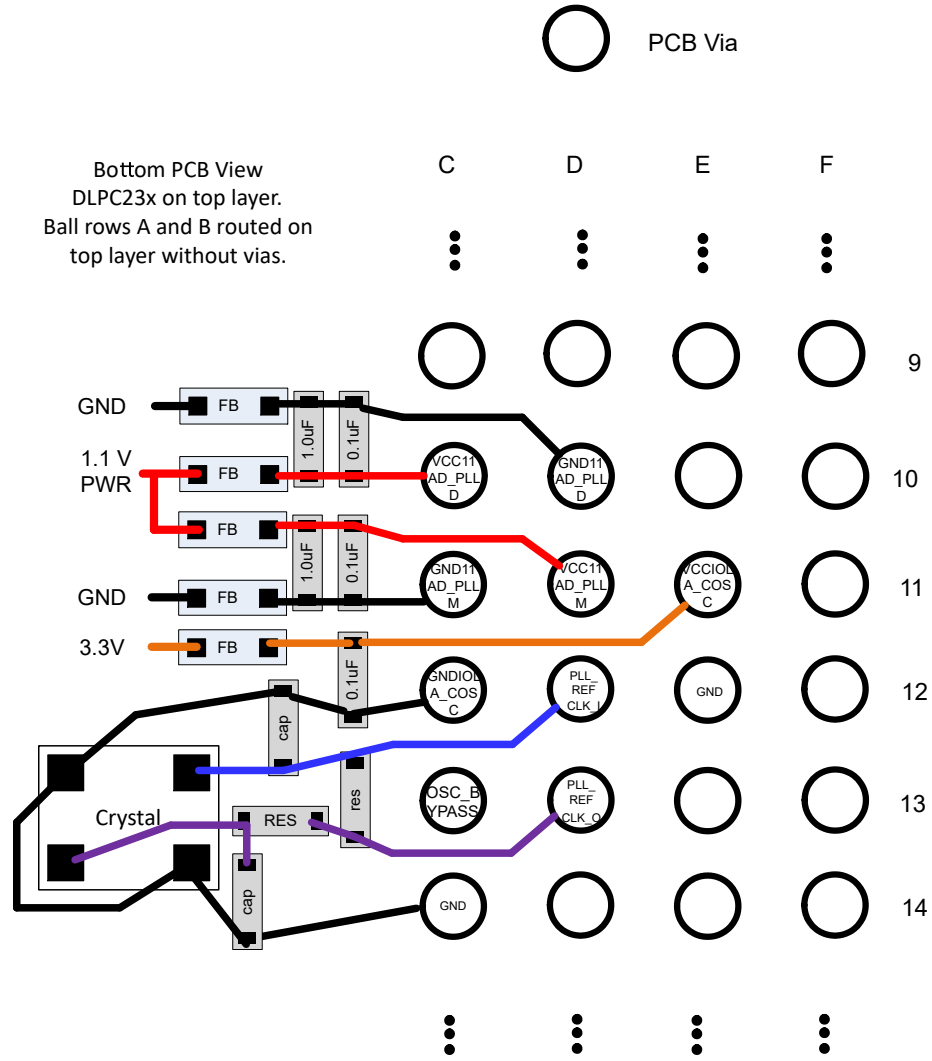 PCB Via
Bottom PCB View
DLPC23x on top layer.
Ball rows A and B routed on
top layer without vias.
C
D
E
F
9
GND
FB
1.0uF
0.1uF
1.1 V
PWR
FB
VCC11
AD_PLL
D
GND11
AD_PLL
D
10
FB
1.0uF
0.1uF
GND
FB
GND11
AD_PLL
M
VCC11
AD_PLL
M
VCCIOL
A_COS
C
11
3.3V
FB
0.1uF
GNDIOL
A_COS
C
PLL_
REF
CLK_I
GND
12
cap
Crystal
RES
res
OSC_B
YPASS
PLL_
REF
CLK_O
13
cap
GND
14